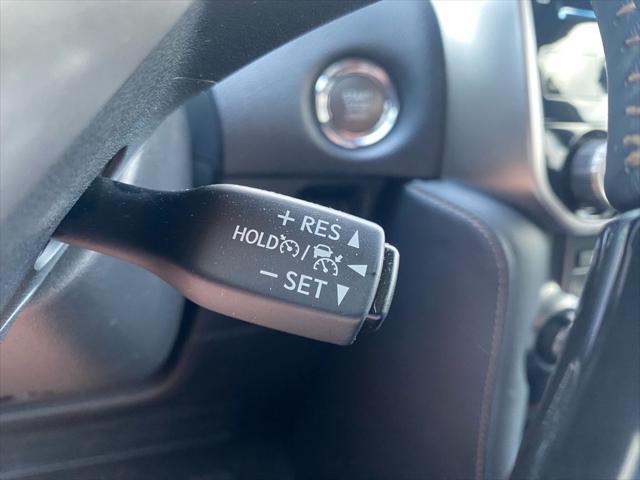 + RES
HOLD /
− SET